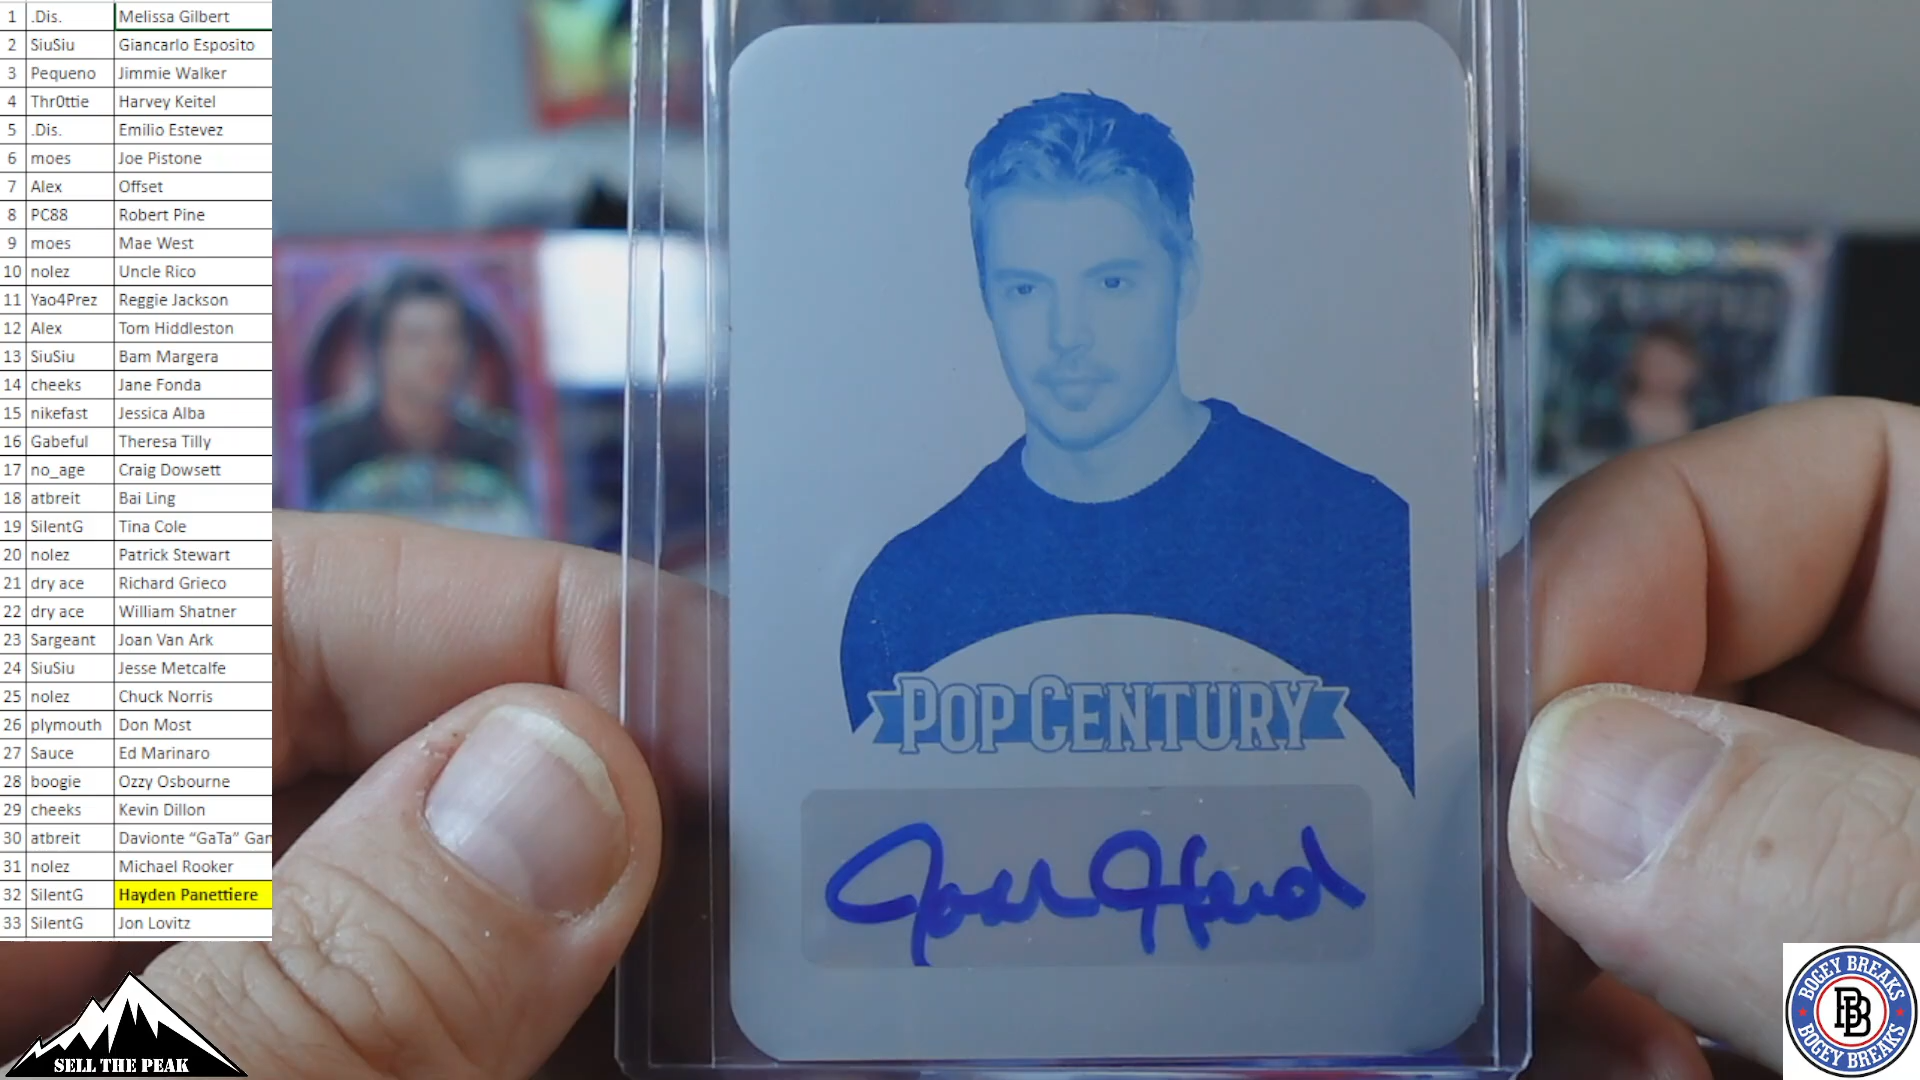 1 .Dis. Melissa Gilbert
2 SiuSiu Giancarlo Esposito
3 Pequeno Jimmie Walker
4 Thr0ttie Harvey Keitel
5 .Dis. Emilio Estevez
6 moes Joe Pistone
7 Alex Offset
8 PC88 Robert Pine
9 moes Mae West
10 nolez Uncle Rico
11 Yao4Prez Reggie Jackson
12 Alex Tom Hiddleston
13 SiuSiu Bam Margera
14 cheeks Jane Fonda
15 nikefast Jessica Alba
16 Gabeful Theresa Tilly
17 no_age Craig Dowsett
18 atbreit Bai Ling
19 SilentG Tina Cole
20 nolez Patrick Stewart
21 dry ace Richard Grieco
22 dry ace William Shatner
23 Sargeant Joan Van Ark
24 SiuSiu Jesse Metcalfe
25 nolez Chuck Norris
26 plymouth Don Most
27 Sauce Ed Marinaro
28 boogie Ozzy Osbourne
29 cheeks Kevin Dillon
30 atbreit Davionte “GaTa” Gan
31 nolez Michael Rooker
32 SilentG Hayden Panettiere
33 SilentG Jon Lovitz
SELL THE PEAK
POP CENTURY
BOGEY BREAKS
BB
BOGEY BREAKS